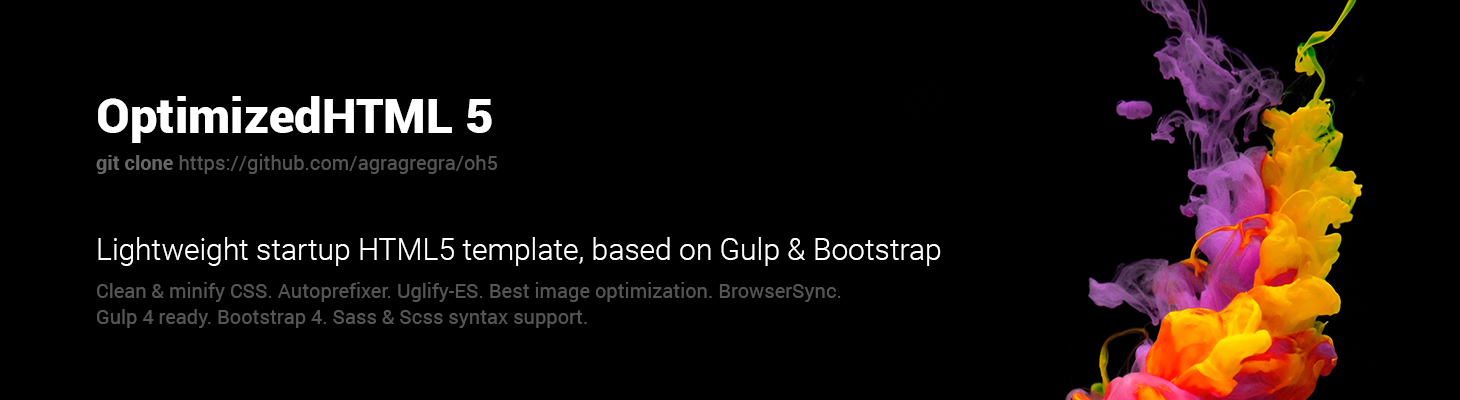 OptimizedHTML 5
git clone https://github.com/agragregra/oh5
Lightweight startup HTML5 template, based on Gulp & Bootstrap
Clean & minify CSS. Autoprefixer. Uglify-ES. Best image optimization. BrowserSync.
Gulp 4 ready. Bootstrap 4. Sass & Scss syntax support.